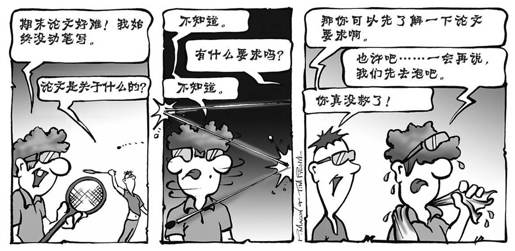 期末论文好难！我始
终没动笔写。
论文是关于什么的？
不知道。
有什么要求吗？
不知道。
那你可以先了解一下论文
要求啊。
也许吧……一会再说，
我们先去泡吧。
你真没救了！